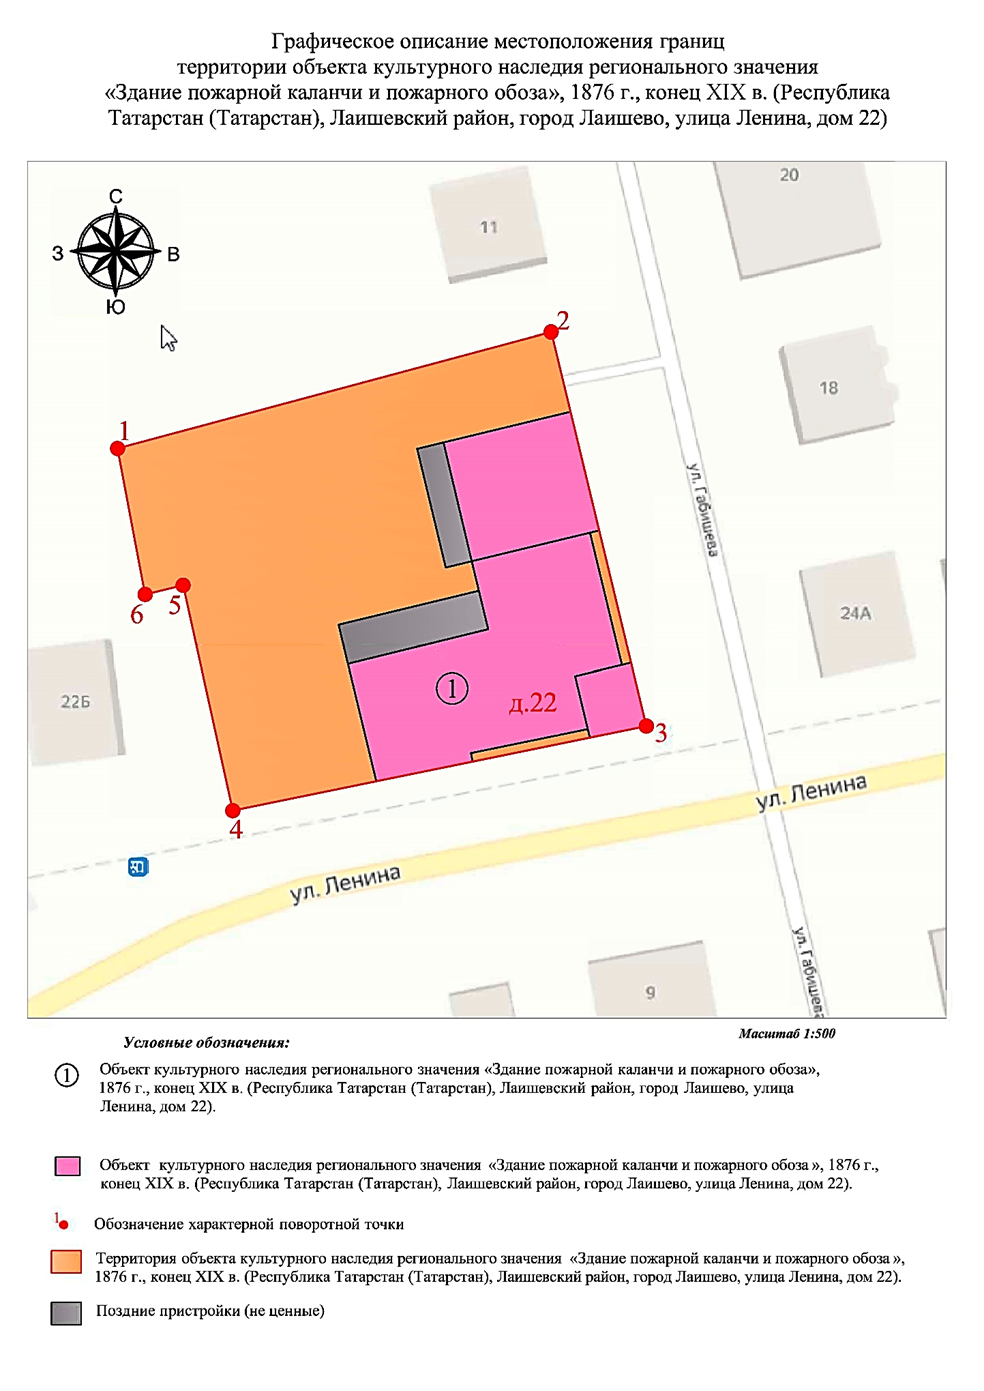 Графическое описание местоположения границ
территории объекта культурного наследия регионального значения
«Здание пожарной каланчи и пожарного обоза», 1876 г., конец XIX в. (Республика
Татарстан (Татарстан), Лаишевский район, город Лаишево, улица Ленина, дом 22)
С
З
В
Ю
11
20
2
18
1
ул. Габишева
6
5
24А
22Б
1
д.22
3
4
ул. Ленина
ул. Ленина
ул. Габишева
9
Масштаб 1:500
Условные обозначения:
1
Объект культурного наследия регионального значения «Здание пожарной каланчи и пожарного обоза»,
1876 г., конец XIX в. (Республика Татарстан (Татарстан), Лаишевский район, город Лаишево, улица
Ленина, дом 22).
Объект культурного наследия регионального значения «Здание пожарной каланчи и пожарного обоза », 1876 г.,
конец XIX в. (Республика Татарстан (Татарстан), Лаишевский район, город Лаишево, улица Ленина, дом 22).
1
Обозначение характерной поворотной точки
Территория объекта культурного наследия регионального значения «Здание пожарной каланчи и пожарного обоза »,
1876 г., конец XIX в. (Республика Татарстан (Татарстан), Лаишевский район, город Лаишево, улица Ленина, дом 22).
Поздние пристройки (не ценные)